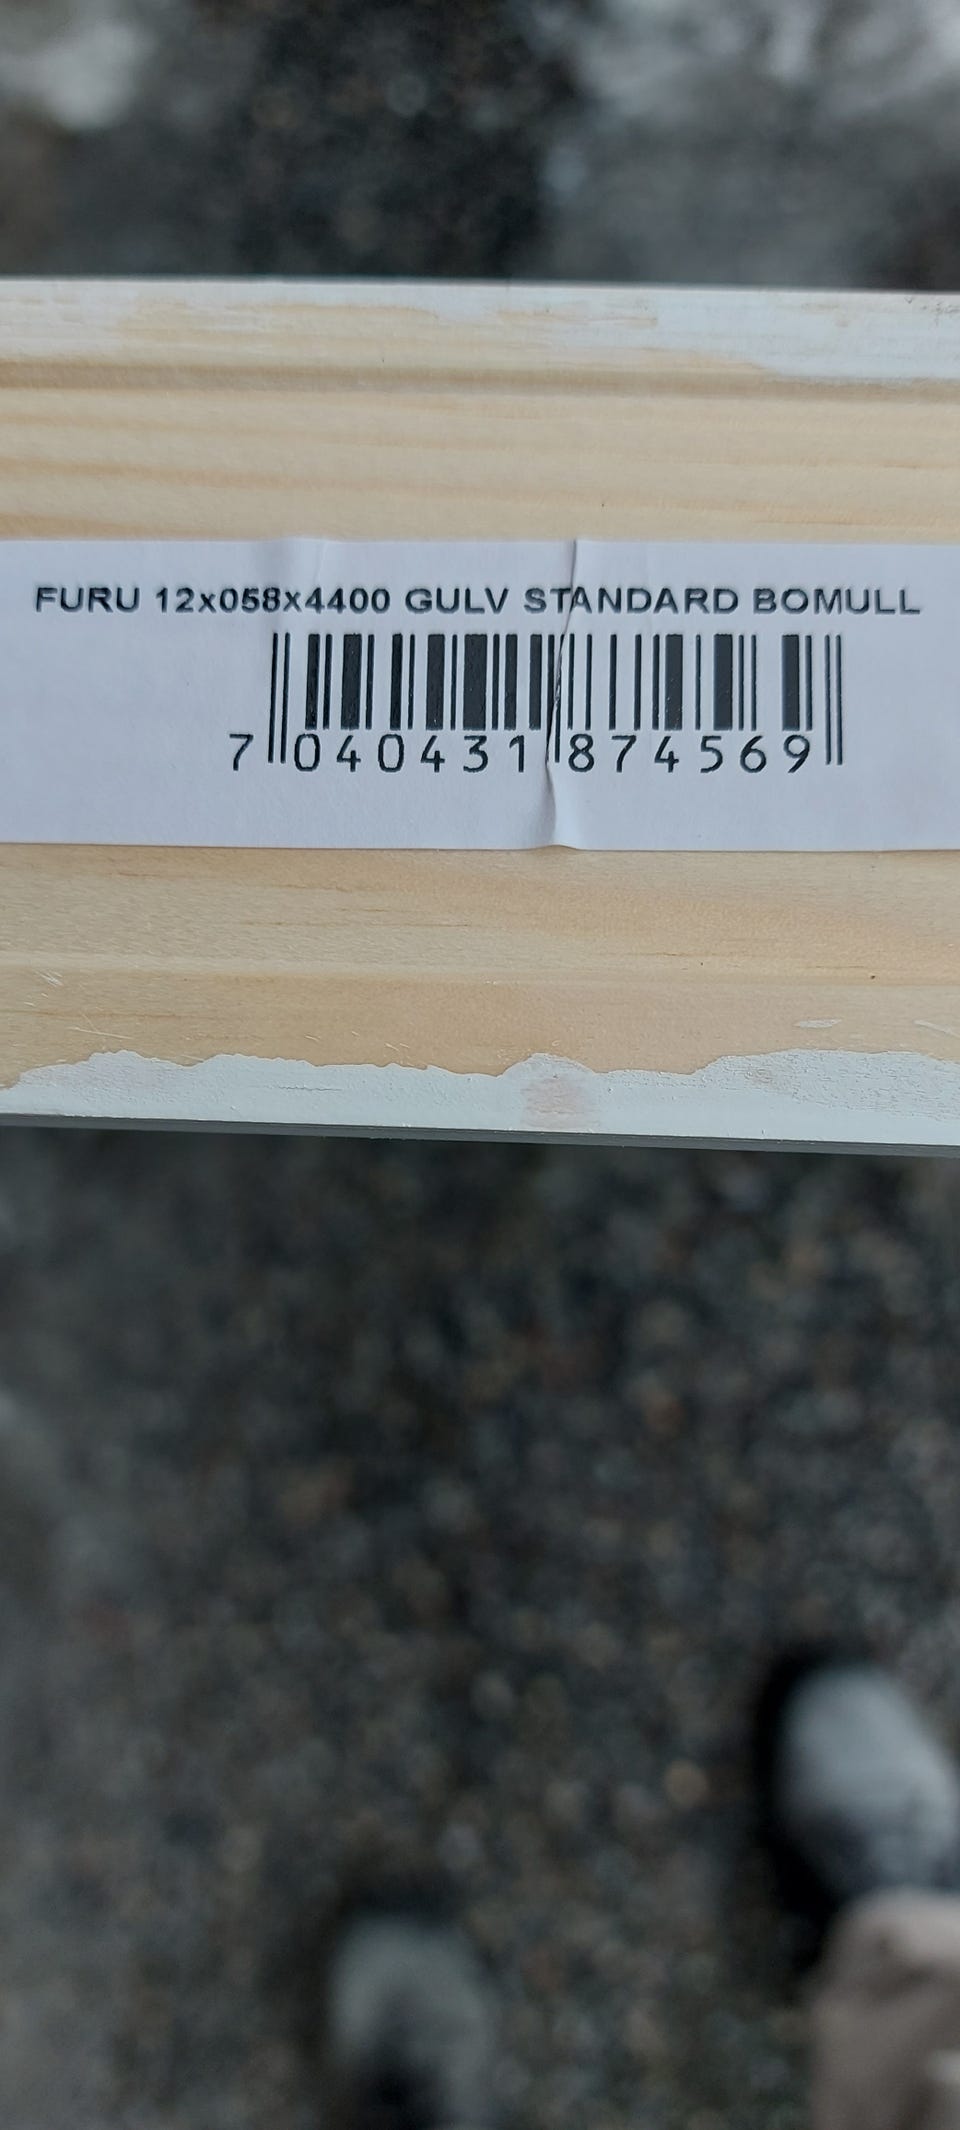 FURU 12x058x4400 GULV STANDARD BOMULL
7 040431 874569